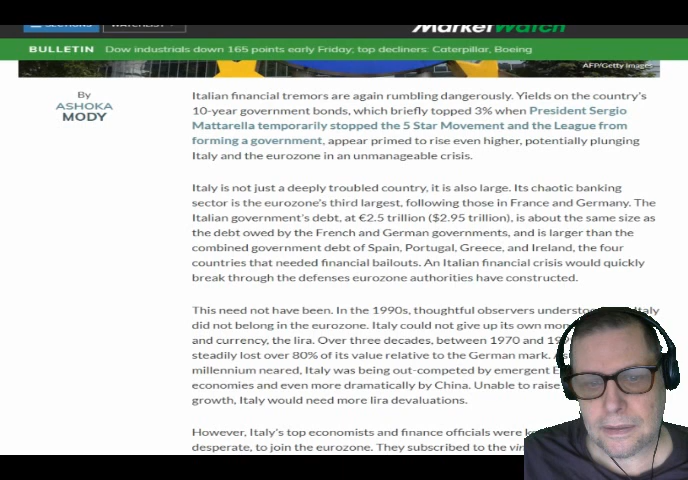 SECTIONS
WATCHLIST
MarketWatch
BULLETIN Dow industrials down 165 points early Friday; top decliners: Caterpillar, Boeing
AFP/Getty Images
By
ASHOKA
MODY
Italian financial tremors are again rumbling dangerously. Yields on the country's
10-year government bonds, which briefly topped 3% when President Sergio
Mattarella temporarily stopped the 5 Star Movement and the League from
forming a government, appear primed to rise even higher, potentially plunging
Italy and the eurozone in an unmanageable crisis.
Italy is not just a deeply troubled country, it is also large. Its chaotic banking
sector is the eurozone's third largest, following those in France and Germany. The
Italian government's debt, at €2.5 trillion ($2.95 trillion), is about the same size as
the debt owed by the French and German governments, and is larger than the
combined government debt of Spain, Portugal, Greece, and Ireland, the four
countries that needed financial bailouts. An Italian financial crisis would quickly
break through the defenses eurozone authorities have constructed.
This need not have been. In the 1990s, thoughtful observers understood Italy
did not belong in the eurozone. Italy could not give up its own
and currency, the lira. Over three decades, between 1970 and
steadily lost over 80% of its value relative to the German mark.
millennium neared, Italy was being out-competed by emergent
economies and even more dramatically by China. Unable to raise
growth, Italy would need more lira devaluations.
However, Italy's top economists and finance officials were
desperate, to join the eurozone. They subscribed to the